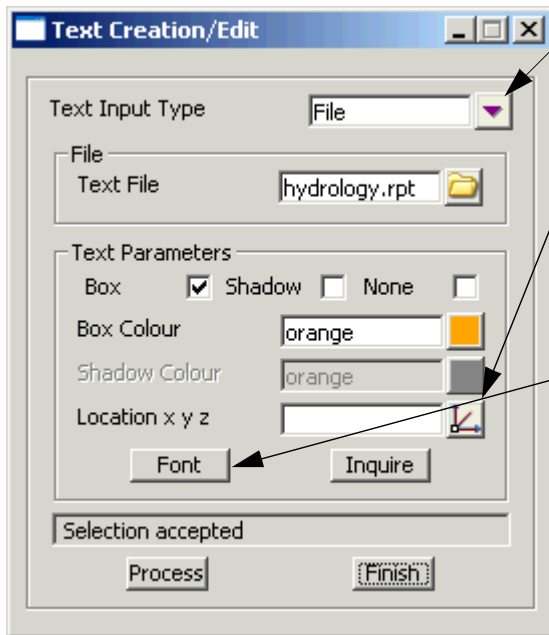 Text Creation/Edit
Text Input Type File
File
Text File hydrology.rpt
Text Parameters
Box Shadow None
Box Colour orange
Shadow Colour orange
Location x y z
Font Inquire
Selection accepted
Process Finish